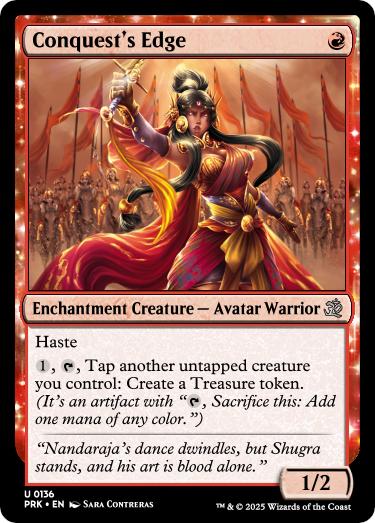 Conquest's Edge
Enchantment Creature — Avatar Warrior
Haste
1, T, Tap another untapped creature
you control: Create a Treasure token.
(It's an artifact with “T, Sacrifice this: Add
one mana of any color.”)
“Nandaraja's dance dwindles, but Shugra
stands, and his art is blood alone.”
1/2
U 0136
PRK • EN Sara Contreras
™ & © 2025 Wizards of the Coast